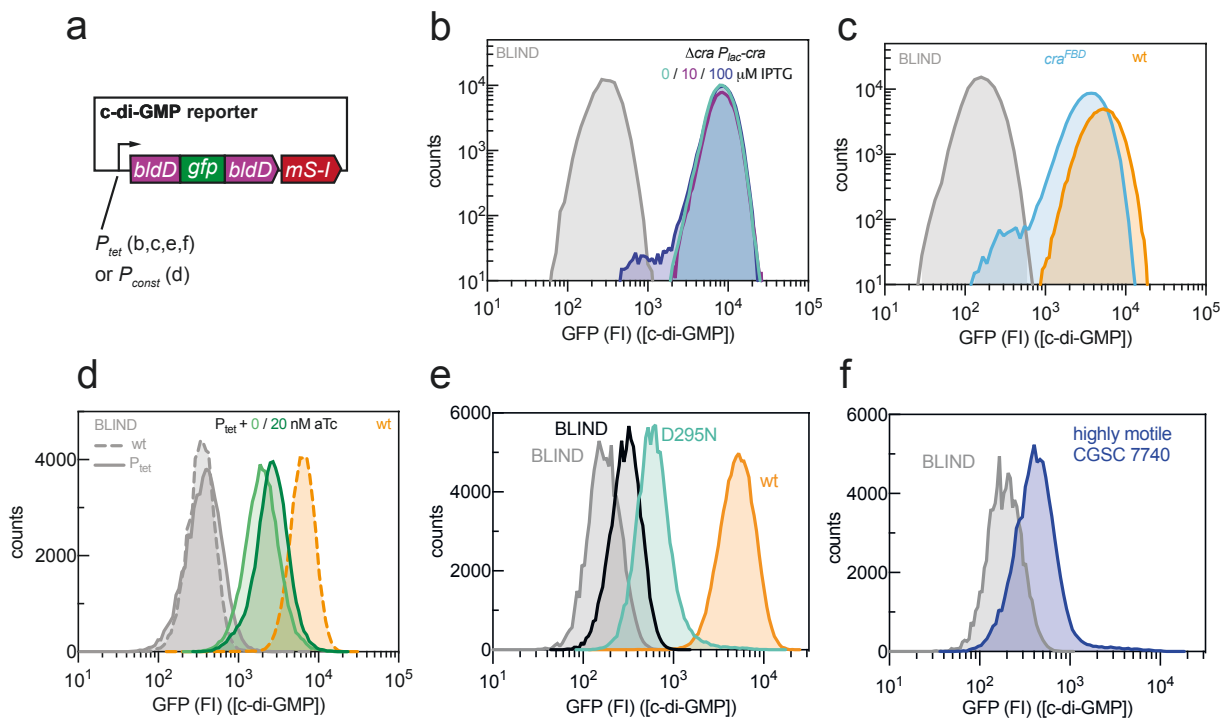 a
c-di-GMP reporter
bldD gfp bldD mS-I
P_tet (b,c,e,f)
or P_const (d)
b
BLIND
Δcra P_lac-cra
0 / 10 / 100 μM IPTG
counts
10^4
10^3
10^2
10^1
10^1 10^2 10^3 10^4 10^5
GFP (FI) ([c-di-GMP])
c
BLIND
cra^FBD
wt
counts
10^4
10^3
10^2
10^1
10^1 10^2 10^3 10^4 10^5
GFP (FI) ([c-di-GMP])
d
BLIND
wt
P_tet
P_tet + 0 / 20 nM aTc
wt
counts
4000
2000
0
10^1 10^2 10^3 10^4 10^5
GFP (FI) ([c-di-GMP])
e
BLIND
BLIND
D295N
wt
counts
6000
4000
2000
0
10^1 10^2 10^3 10^4
GFP (FI) ([c-di-GMP])
f
BLIND
highly motile
CGSC 7740
counts
6000
4000
2000
0
10^1 10^2 10^3 10^4
GFP (FI) ([c-di-GMP])